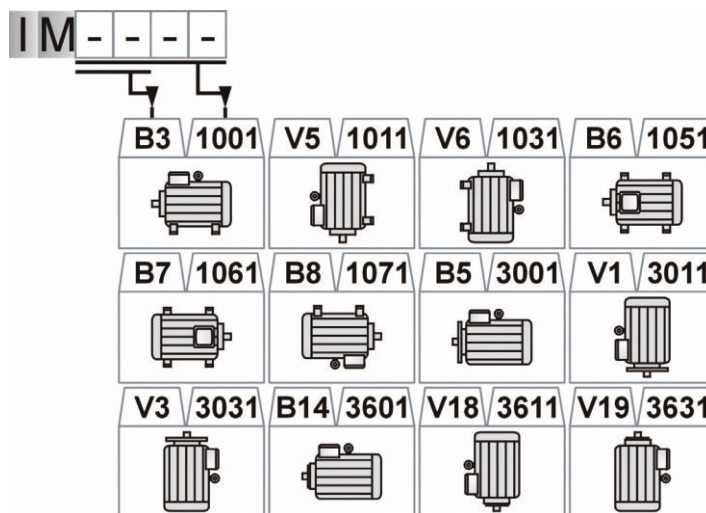 IM - - - -
B3 1001 V5 1011 V6 1031 B6 1051
B7 1061 B8 1071 B5 3001 V1 3011
V3 3031 B14 3601 V18 3611 V19 3631